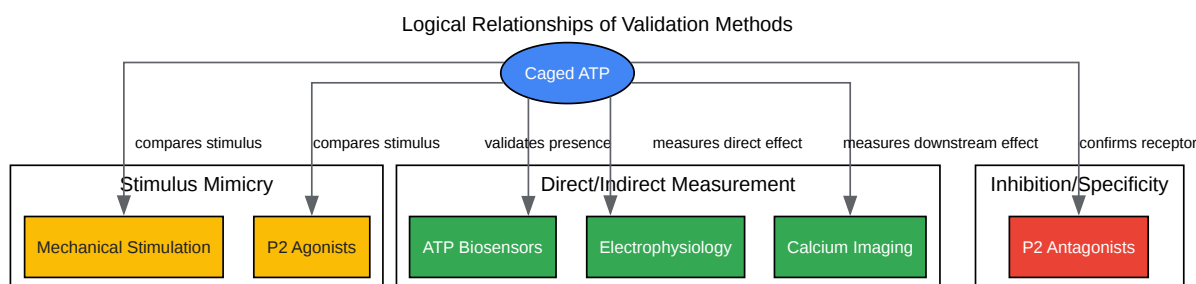 Logical Relationships of Validation Methods
Caged ATP
compares stimulus
compares stimulus
validates presence
measures direct effect
measures downstream effect
confirms receptor
Stimulus Mimicry
Direct/Indirect Measurement
Inhibition/Specificity
Mechanical Stimulation
P2 Agonists
ATP Biosensors
Electrophysiology
Calcium Imaging
P2 Antagonists